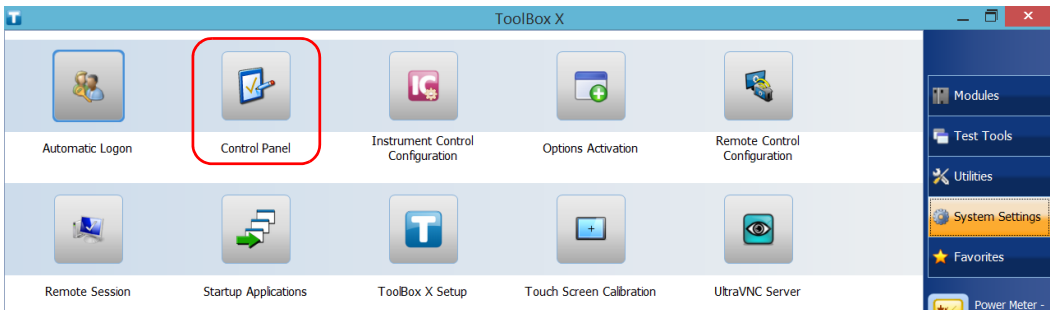 ToolBox X
Automatic Logon
Control Panel
IC
Instrument Control
Configuration
Options Activation
Remote Control
Configuration
Remote Session
Startup Applications
T
ToolBox X Setup
Touch Screen Calibration
UltraVNC Server
Modules
Test Tools
Utilities
System Settings
Favorites
Power Meter -